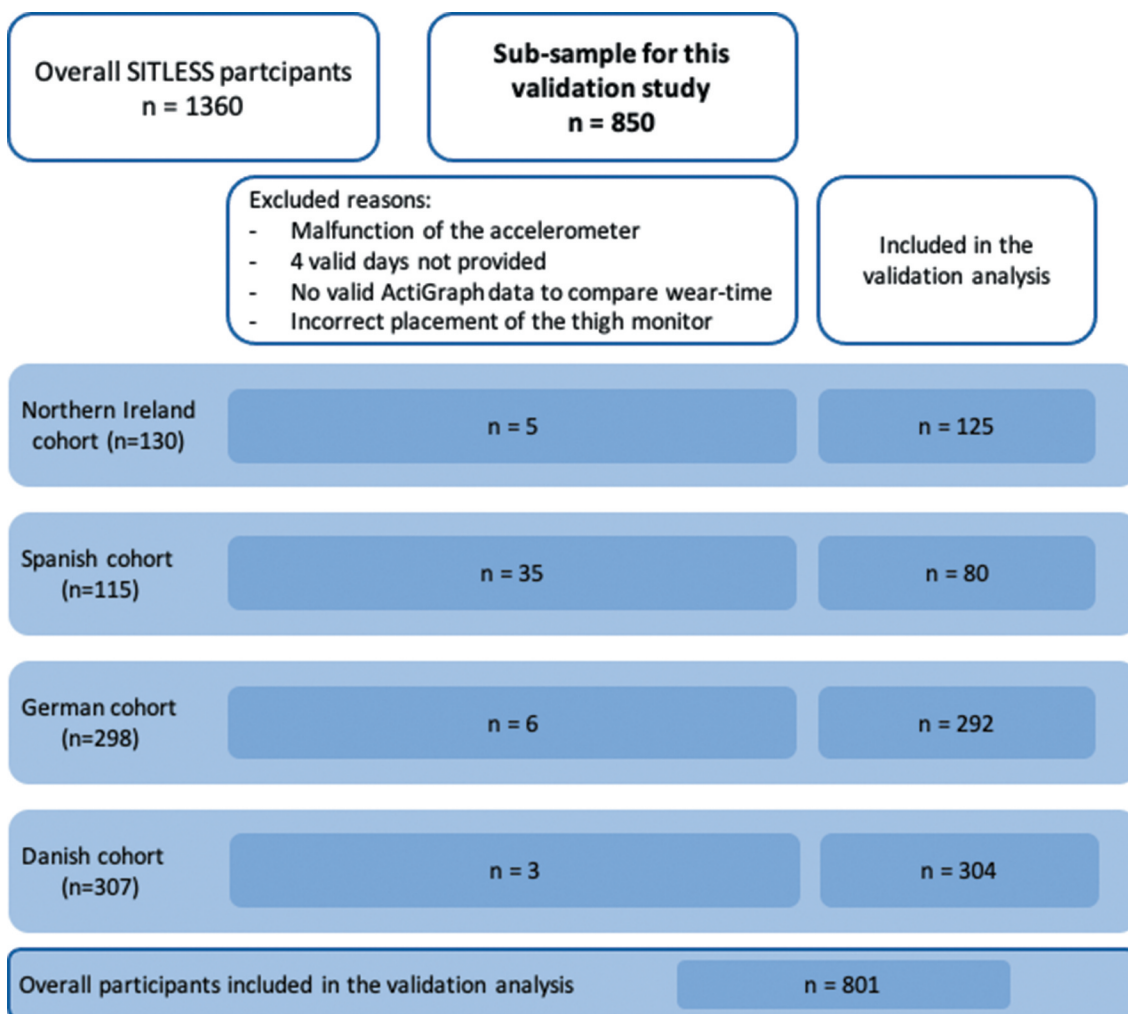 Overall SITLESS partcipants
n = 1360
Sub-sample for this
validation study
n = 850
Excluded reasons:
- Malfunction of the accelerometer
- 4 valid days not provided
- No valid ActiGraph data to compare wear-time
- Incorrect placement of the thigh monitor
Included in the
validation analysis
Northern Ireland
cohort (n=130)
n = 5
n = 125
Spanish cohort
(n=115)
n = 35
n = 80
German cohort
(n=298)
n = 6
n = 292
Danish cohort
(n=307)
n = 3
n = 304
Overall participants included in the validation analysis
n = 801